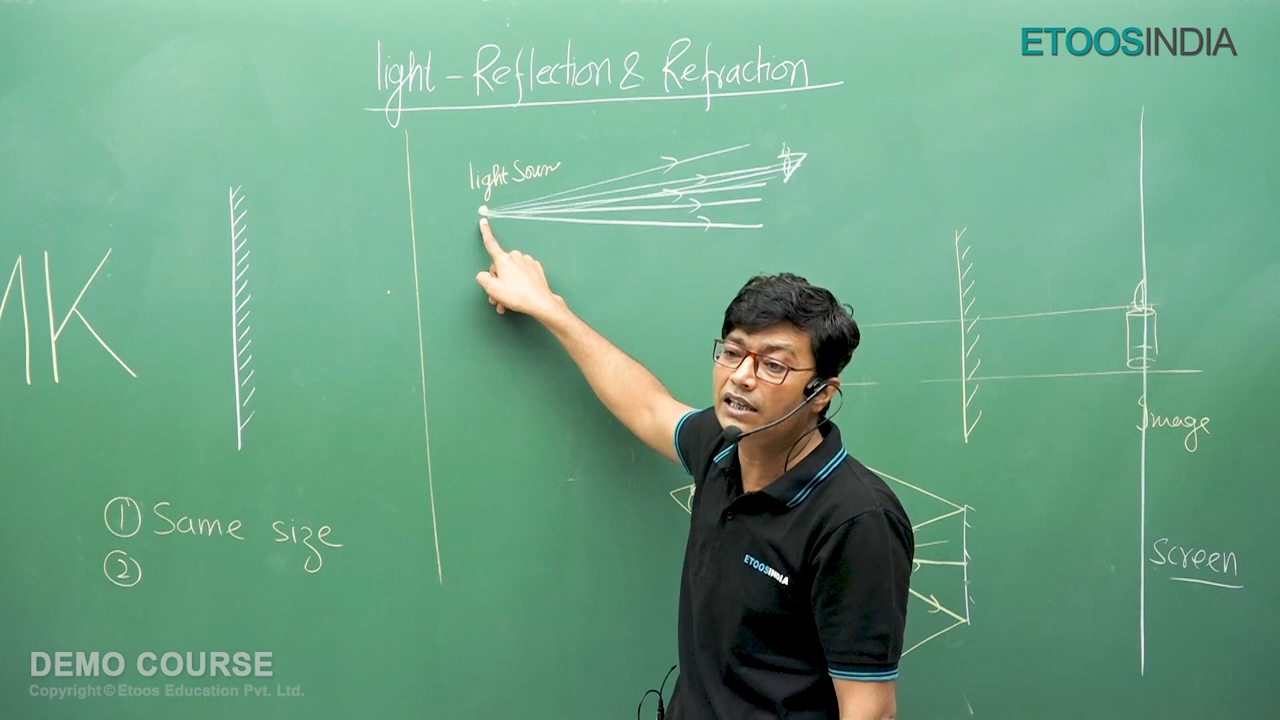 ETOOSINDIA
light - Reflection & Refraction
light Sour
MK
Image
① Same size
②
Screen
ETOOSINDIA
DEMO COURSE
Copyright © Etoos Education Pvt. Ltd.